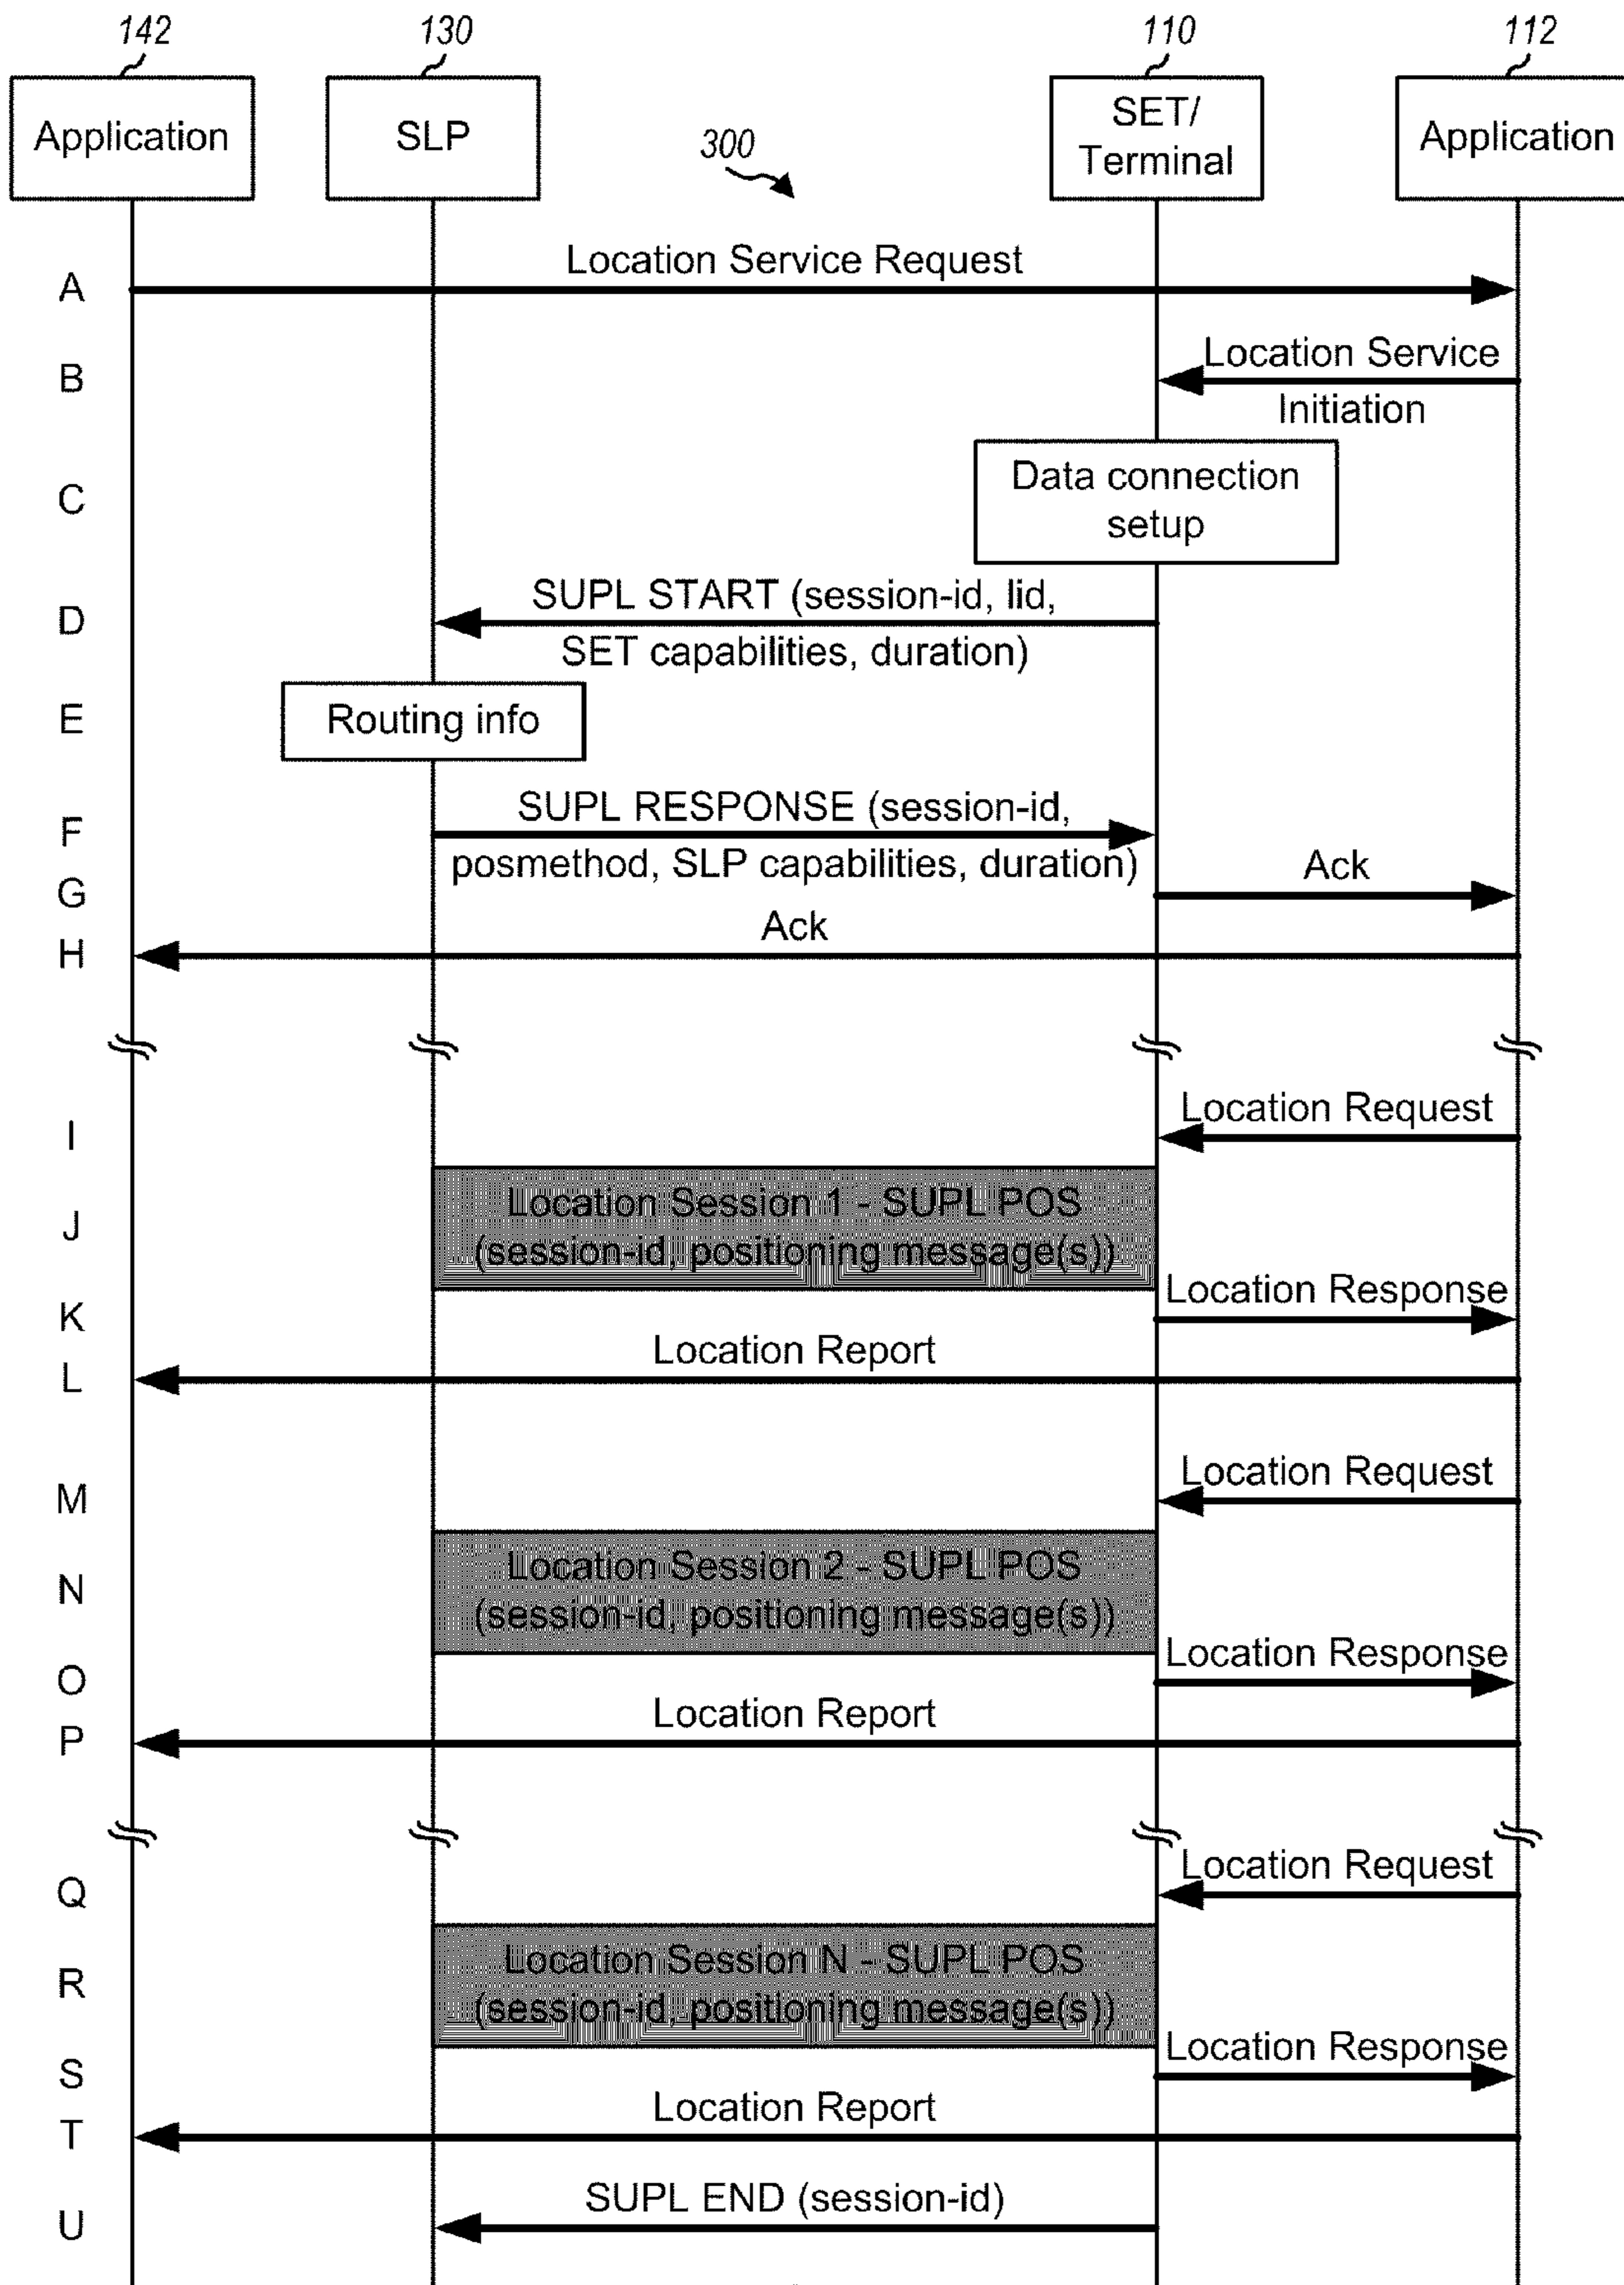 142
130
110
112
Application
SLP
SET/
Terminal
Application
300
Location Service Request
A
Location Service
B
Initiation
Data connection
setup
C
SUPL START (session-id, lid,
D
SET capabilities, duration)
Routing info
E
SUPL RESPONSE (session-id,
F
posmethod, SLP capabilities, duration)
Ack
G
Ack
H
Location Request
I
Location Session 1 - SUPL POS
(session-id, positioning message(s))
J
Location Response
K
Location Report
L
Location Request
M
Location Session 2 - SUPL POS
(session-id, positioning message(s))
N
Location Response
O
Location Report
P
Location Request
Q
Location Session N - SUPL POS
(session-id, positioning message(s))
R
Location Response
S
Location Report
T
SUPL END (session-id)
U